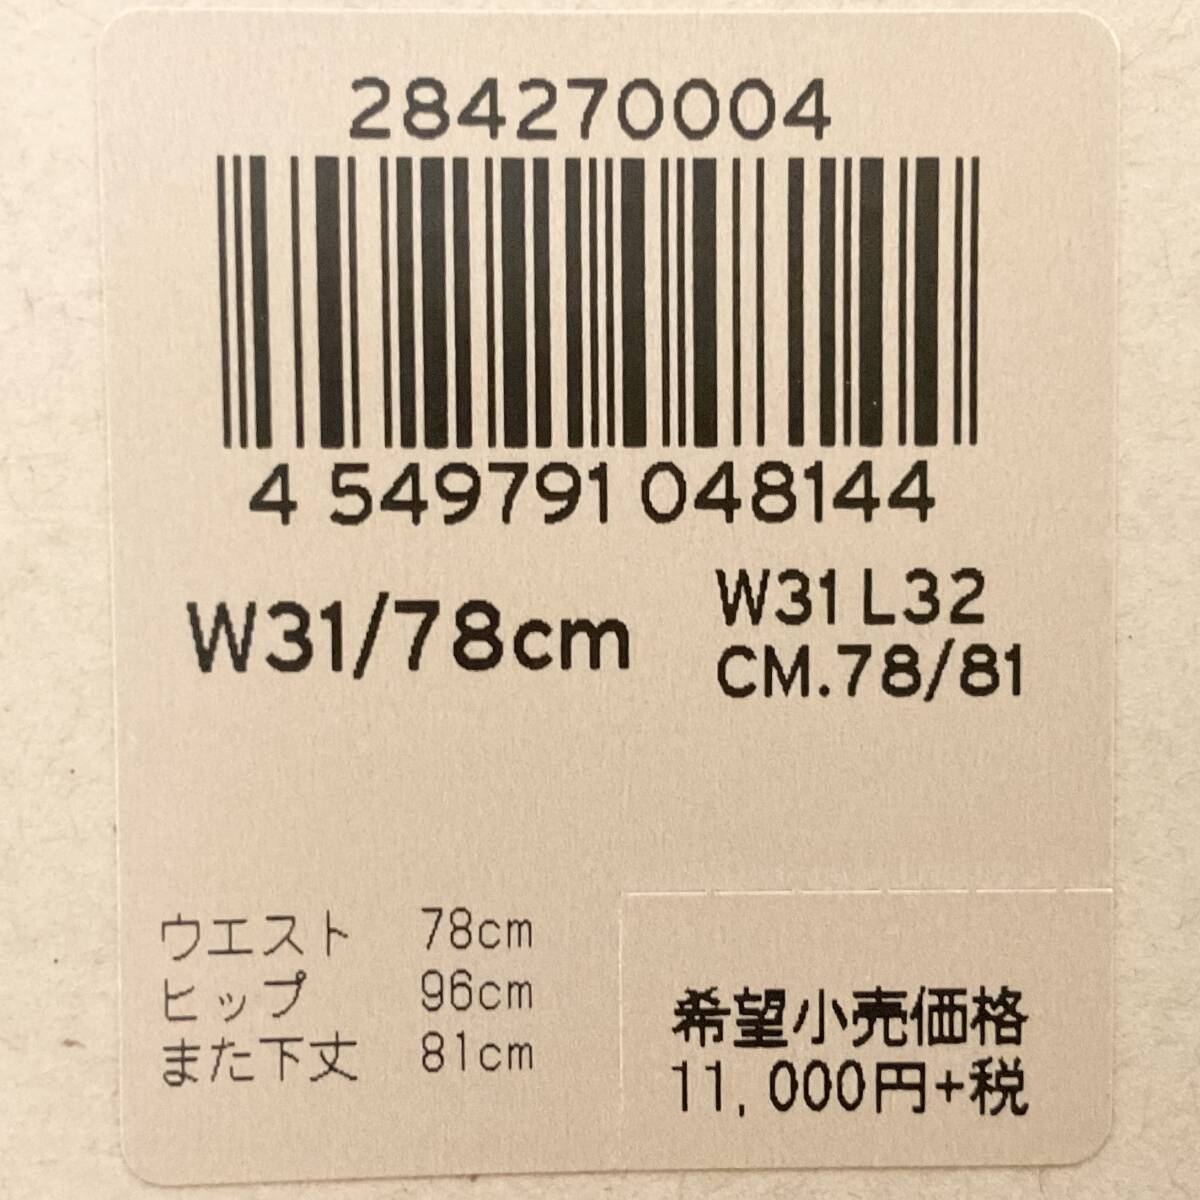 284270004
4 549791 048144
W31/78cm
W31 L32
CM.78/81
ウエスト 78cm
ヒップ 96cm
また下丈 81cm
希望小売価格
11,000円+税